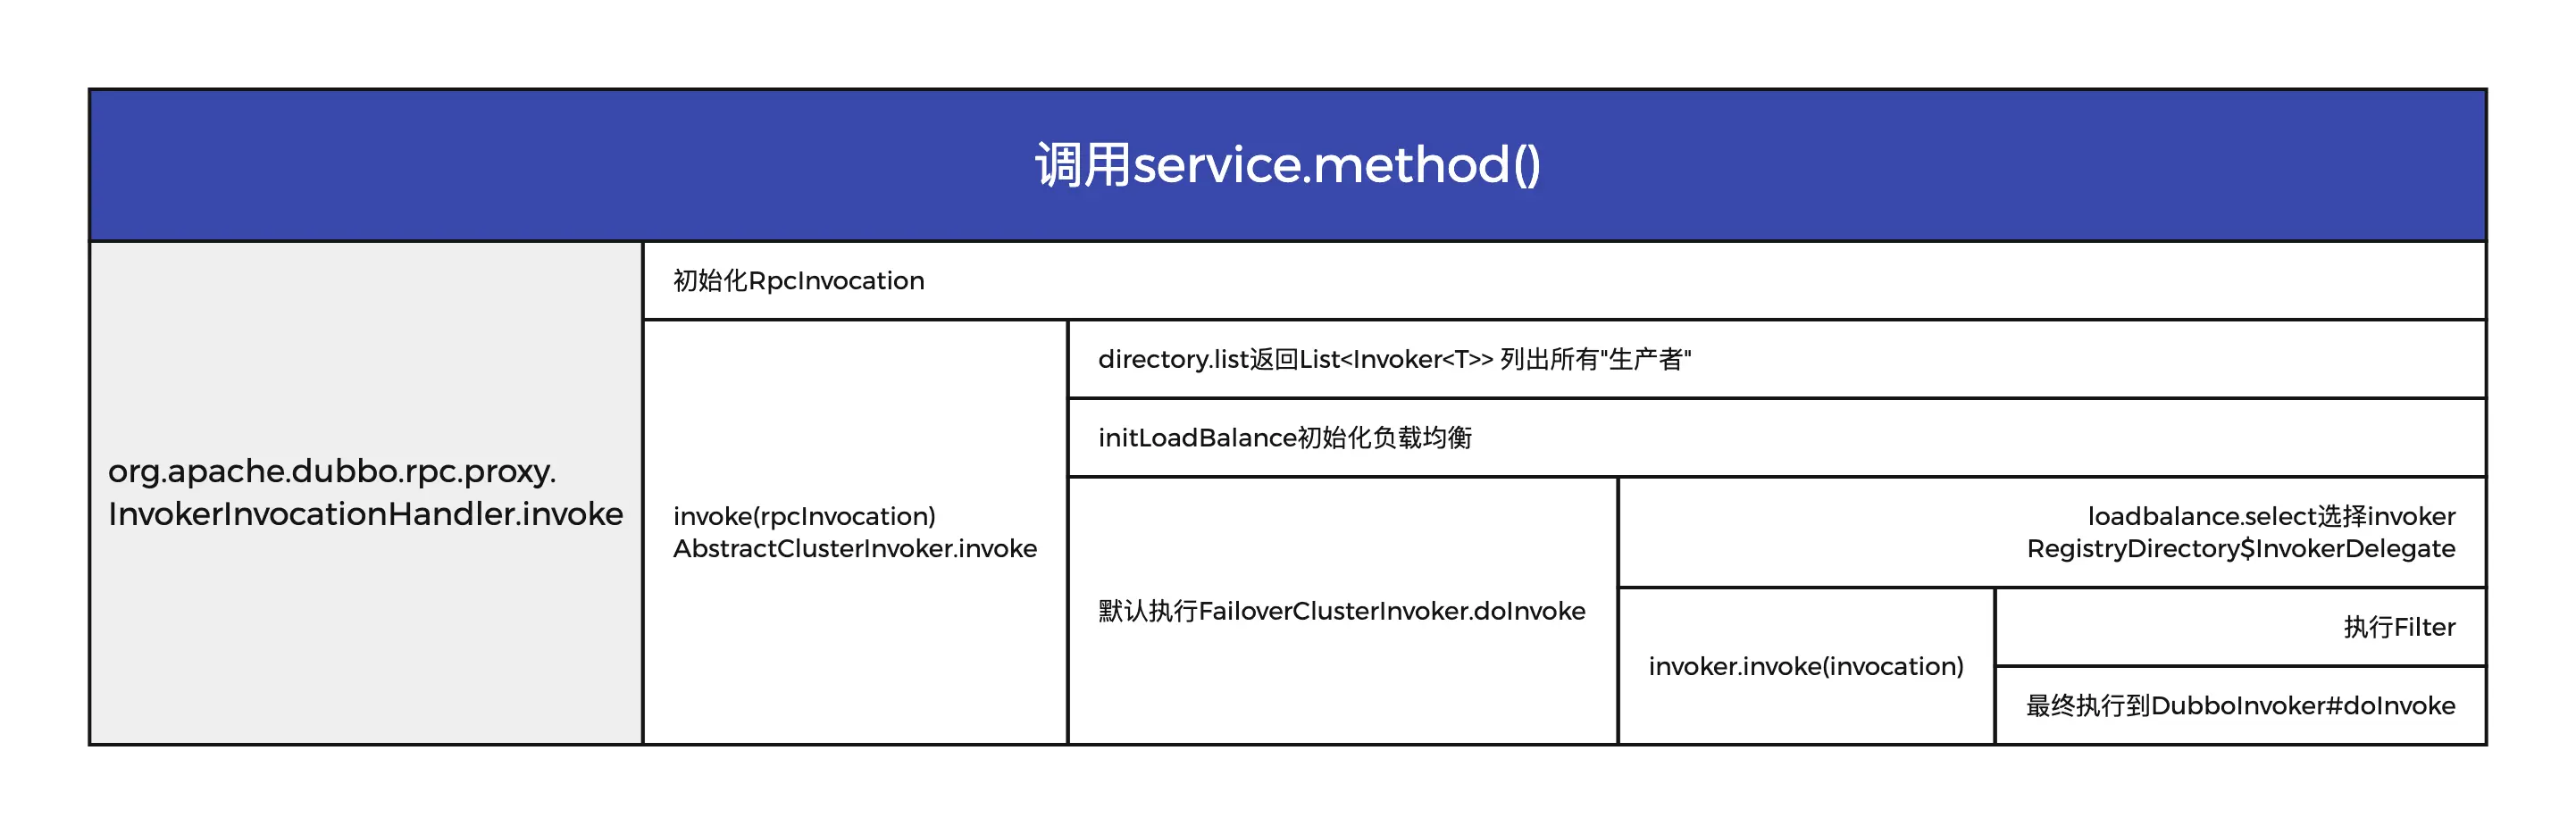 调用service.method()
org.apache.dubbo.rpc.proxy.
InvokerInvocationHandler.invoke
初始化RpcInvocation
invoke(rpcInvocation)
AbstractClusterInvoker.invoke
directory.list返回List<Invoker<T>> 列出所有"生产者"
initLoadBalance初始化负载均衡
默认执行FailoverClusterInvoker.doInvoke
loadbalance.select选择invoker
RegistryDirectory$InvokerDelegate
invoker.invoke(invocation)
执行Filter
最终执行到DubboInvoker#doInvoke